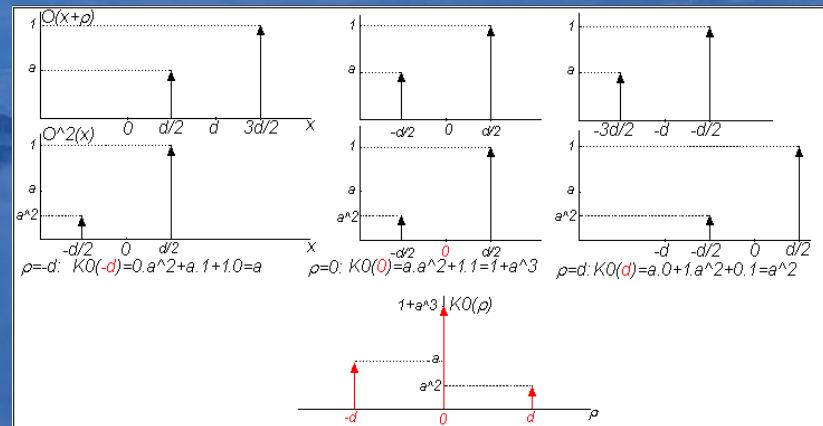 1 O(x+ρ)
a
0 d/2 d 3d/2 x
1
a
-d/2 0 d/2
1
a
-3d/2 -d -d/2
1 O^2(x)
a
a^2
-d/2 0 d/2 x
1
a
a^2
-d/2 0 d/2
1
a
a^2
-d -d/2 0 d/2
ρ=-d: K0(-d)=0.a^2+a.1+1.0=a
ρ=0: K0(0)=a.a^2+1.1=1+a^3
ρ=d: K0(d)=a.0+1.a^2+0.1=a^2
1+a^3 K0(ρ)
a
a^2
-d 0 d ρ